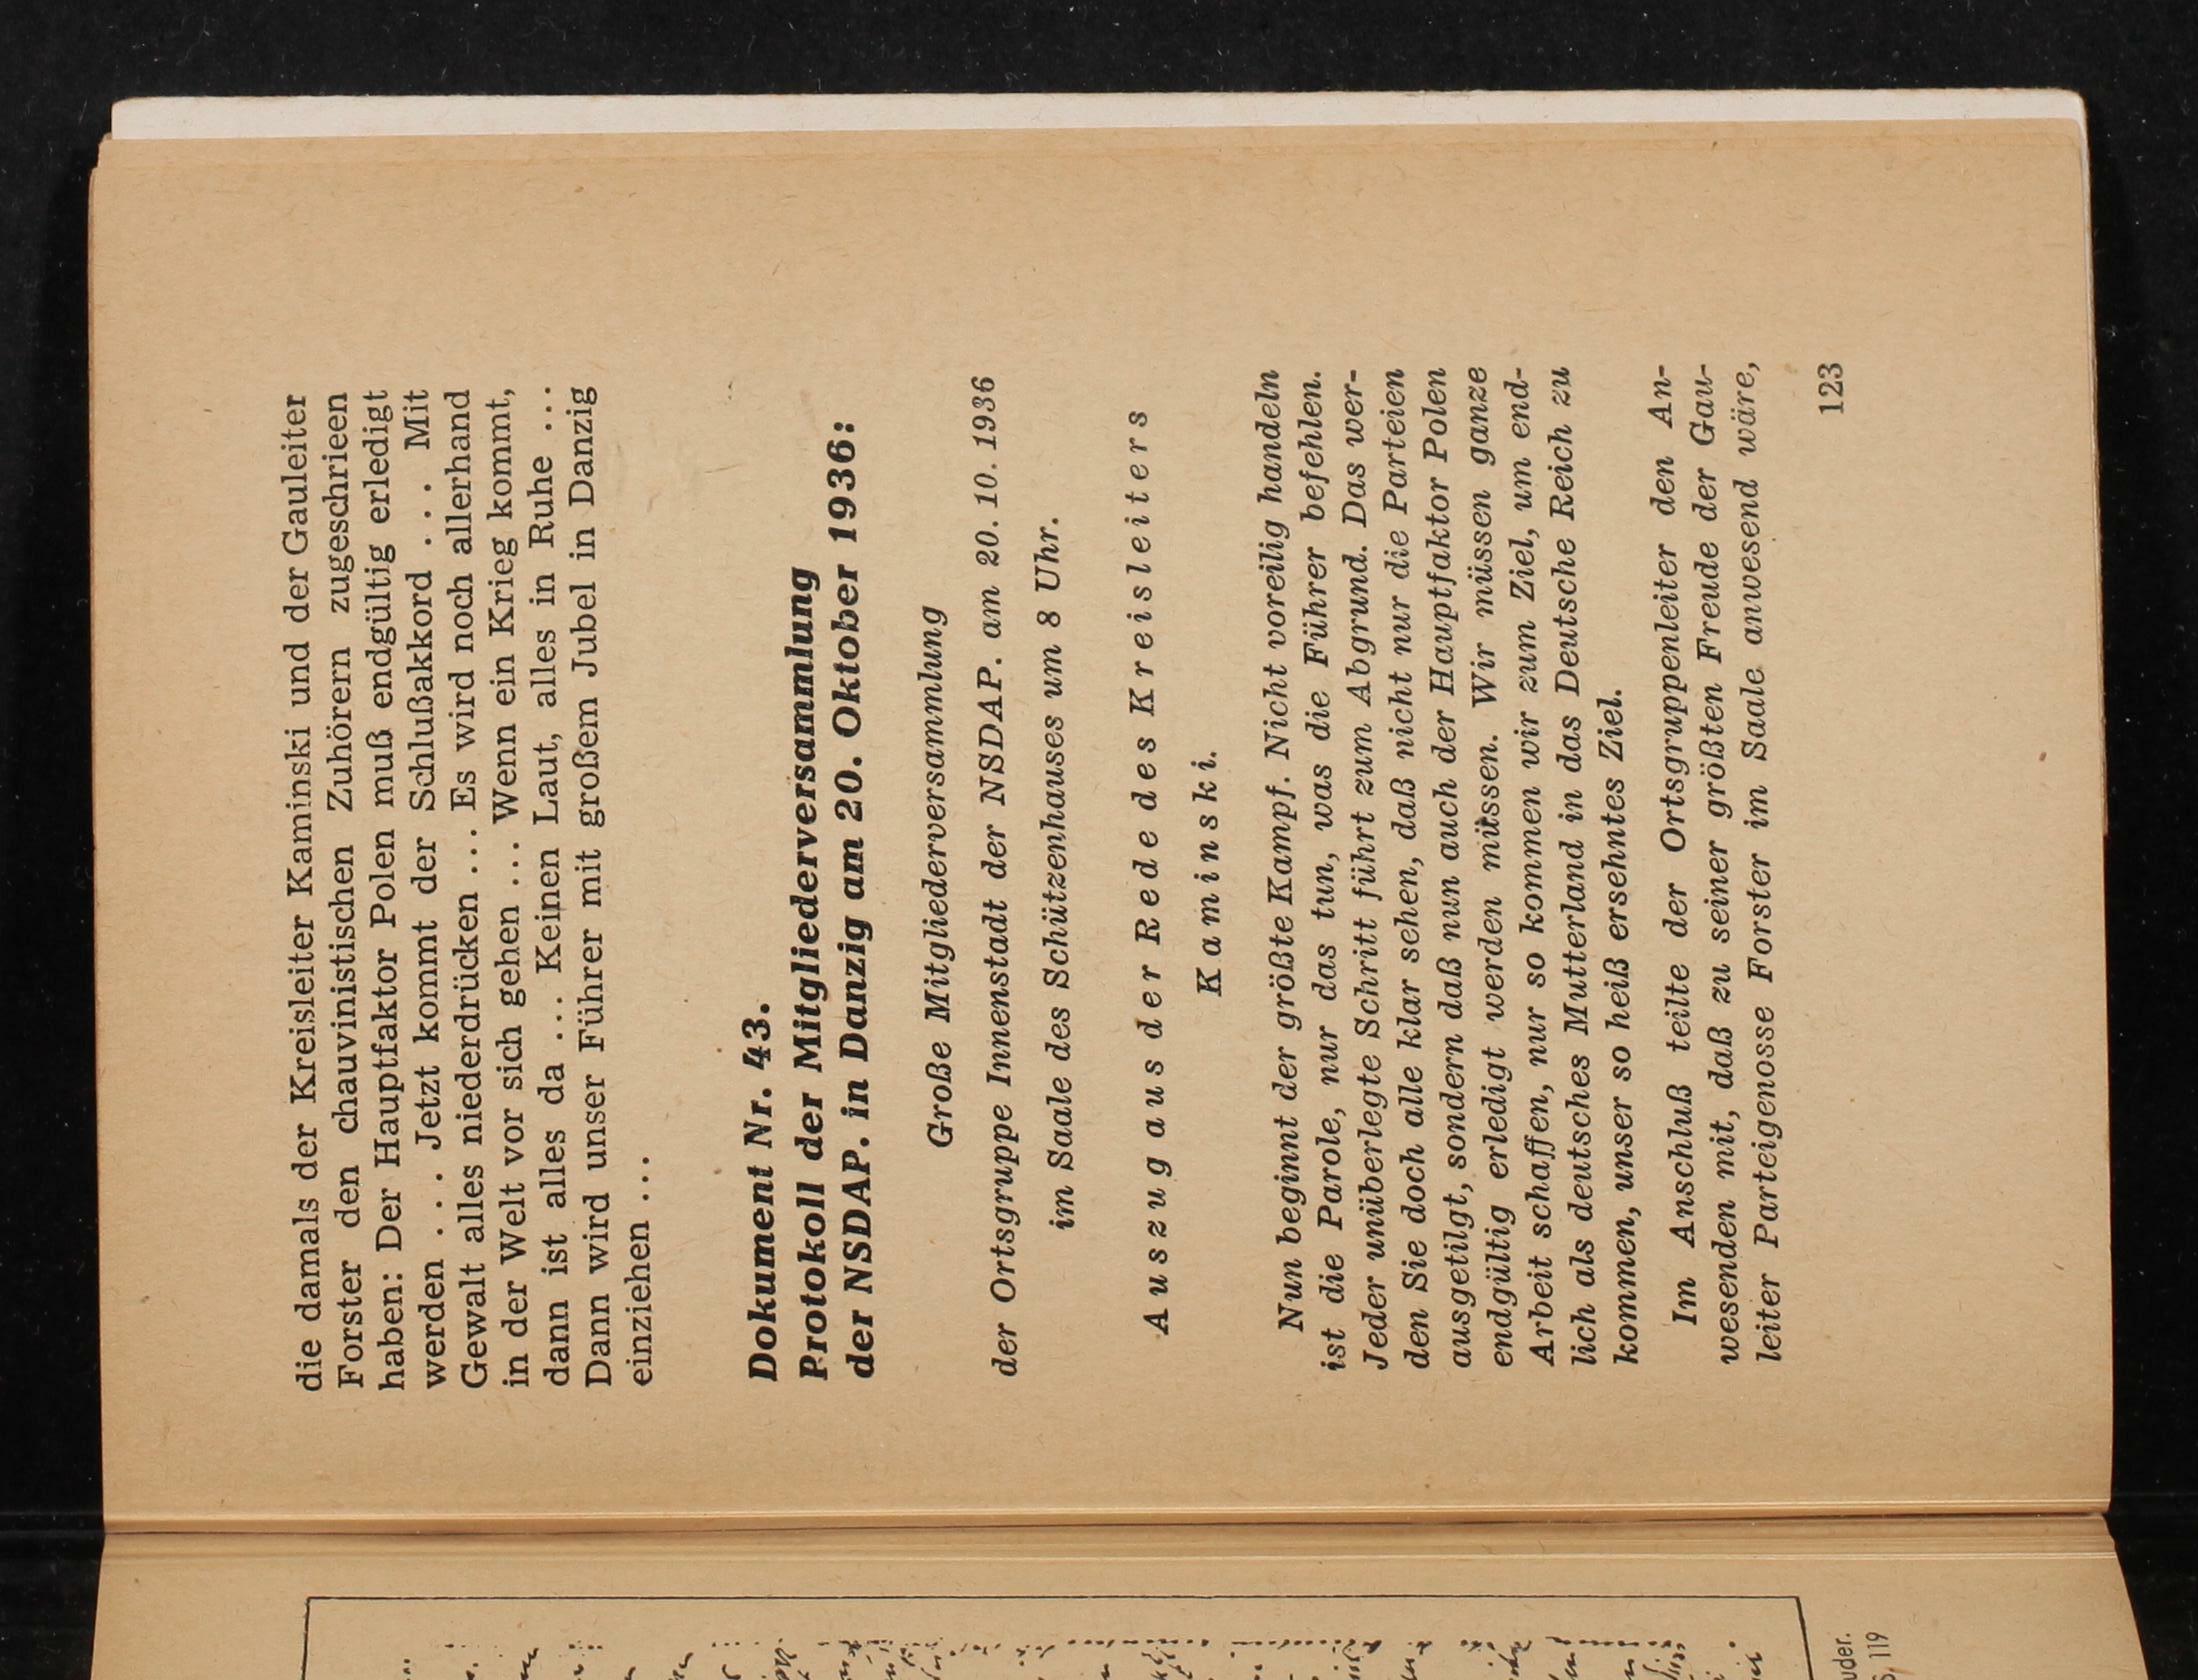 die damals der Kreisleiter Kaminski und der Gauleiter
Forster den chauvinistischen Zuhörern zugeschrieen
haben: Der Hauptfaktor Polen muß endgültig erledigt
werden . . . Jetzt kommt der Schlußakkord . . . Mit
Gewalt alles niederdrücken ... Es wird noch allerhand
in der Welt vor sich gehen ... Wenn ein Krieg kommt,
dann ist alles da ... Keinen Laut, alles in Ruhe ...
Dann wird unser Führer mit großem Jubel in Danzig
einziehen ...
Dokument Nr. 43.
Protokoll der Mitgliederversammlung
der NSDAP. in Danzig am 20. Oktober 1936:
Große Mitgliederversammlung
der Ortsgruppe Innenstadt der NSDAP. am 20. 10. 1936
im Saale des Schützenhauses um 8 Uhr.
Auszug aus der Rede des Kreisleiters
Kaminski.
Nun beginnt der größte Kampf. Nicht voreilig handeln
ist die Parole, nur das tun, was die Führer befehlen.
Jeder unüberlegte Schritt führt zum Abgrund. Das wer-
den Sie doch alle klar sehen, daß nicht nur die Parteien
ausgetilgt, sondern daß nun auch der Hauptfaktor Polen
endgültig erledigt werden müssen. Wir müssen ganze
Arbeit schaffen, nur so kommen wir zum Ziel, um end-
lich als deutsches Mutterland in das Deutsche Reich zu
kommen, unser so heiß ersehntes Ziel.
Im Anschluß teilte der Ortsgruppenleiter den An-
wesenden mit, daß zu seiner größten Freude der Gau-
leiter Parteigenosse Forster im Saale anwesend wäre,
123
119